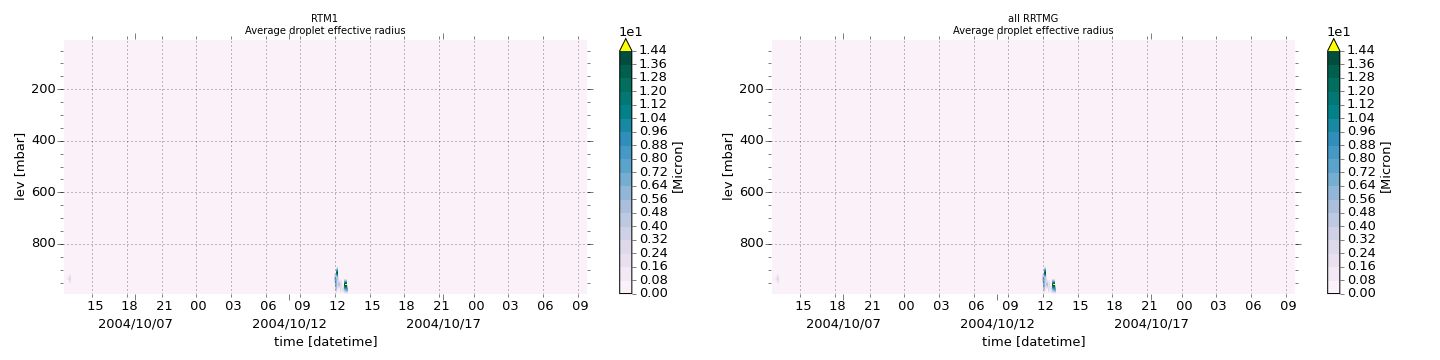 RTM1
Average droplet effective radius
1e1
1.44
1.36
1.28
1.20
1.12
1.04
0.96
0.88
0.80
0.72
0.64
0.56
0.48
0.40
0.32
0.24
0.16
0.08
0.00
[Micron]
200
400
600
800
lev [mbar]
15 18 21 00 03 06 09 12 15 18 21 00 03 06 09
2004/10/07 2004/10/12 2004/10/17
time [datetime]
all RRTMG
Average droplet effective radius
1e1
1.44
1.36
1.28
1.20
1.12
1.04
0.96
0.88
0.80
0.72
0.64
0.56
0.48
0.40
0.32
0.24
0.16
0.08
0.00
[Micron]
200
400
600
800
lev [mbar]
15 18 21 00 03 06 09 12 15 18 21 00 03 06 09
2004/10/07 2004/10/12 2004/10/17
time [datetime]